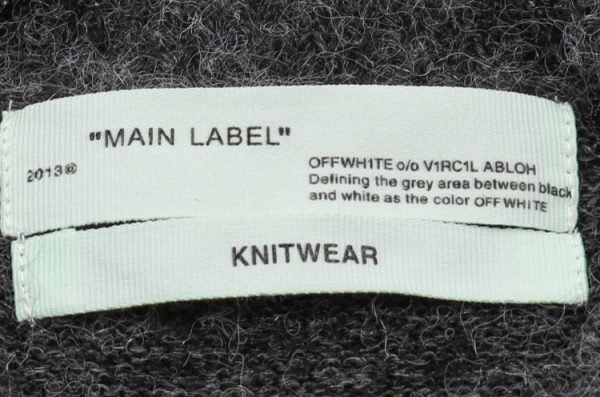 "MAIN LABEL"
2013®
OFFWH1TE c/o V1RC1L ABLOH
Defining the grey area between black
and white as the color OFF WHITE
KNITWEAR